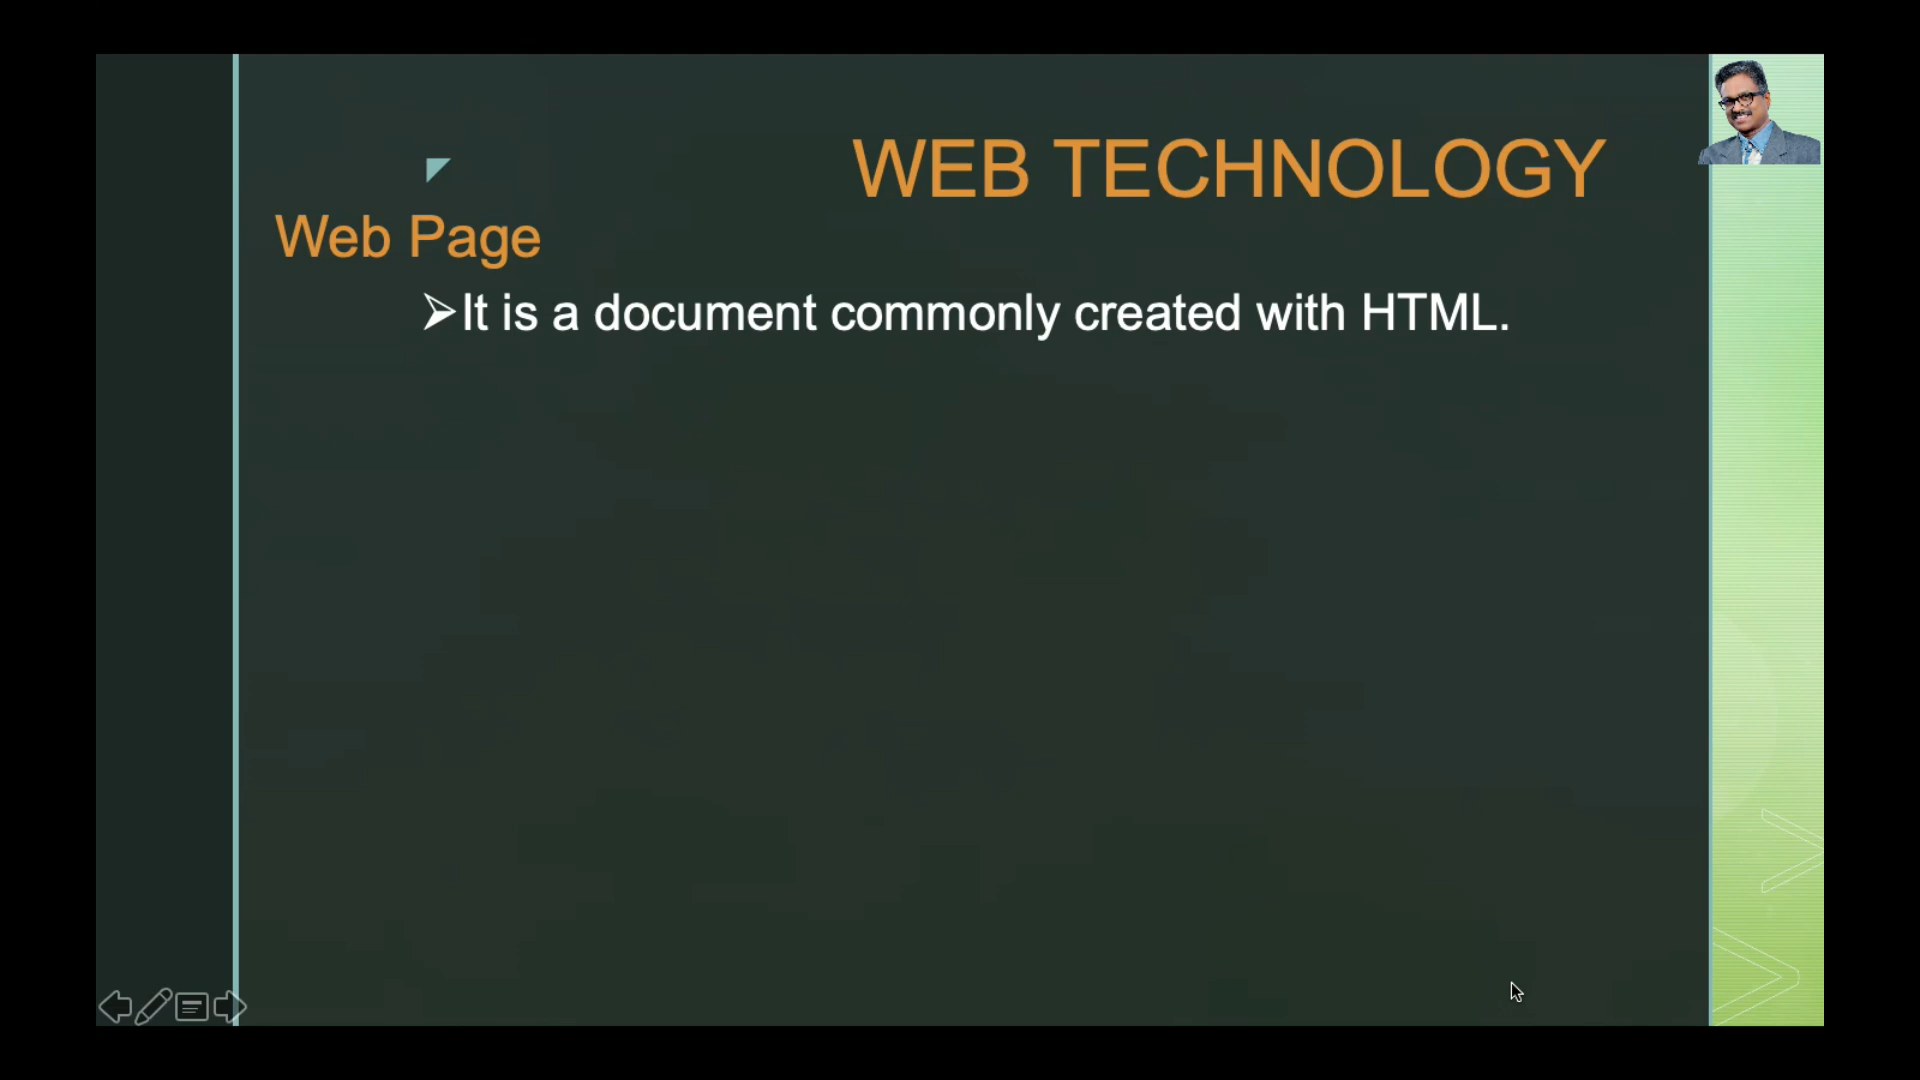 WEB TECHNOLOGY
Web Page
➢It is a document commonly created with HTML.